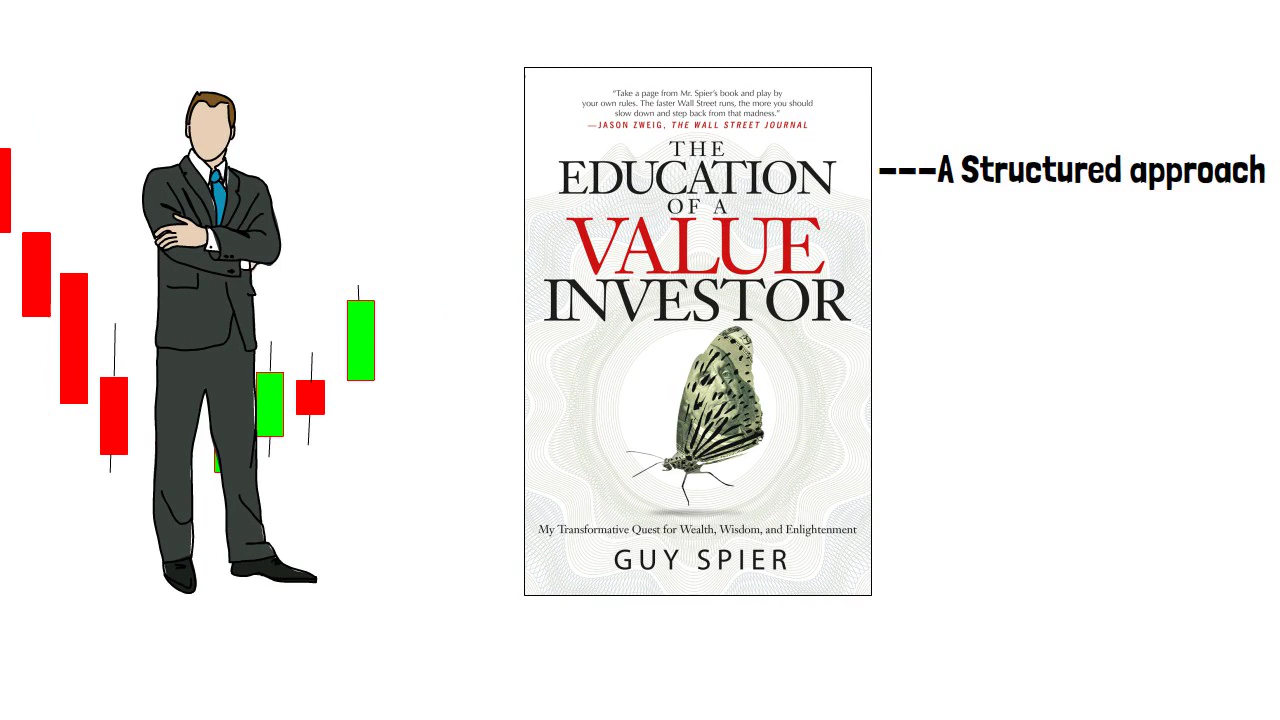 "Take a page from Mr. Spier's book and play by
your own rules. The faster Wall Street runs, the more you should
slow down and step back from that madness."
—JASON ZWEIG, THE WALL STREET JOURNAL
THE
EDUCATION
OF A
VALUE
INVESTOR
My Transformative Quest for Wealth, Wisdom, and Enlightenment
GUY SPIER
---A Structured approach